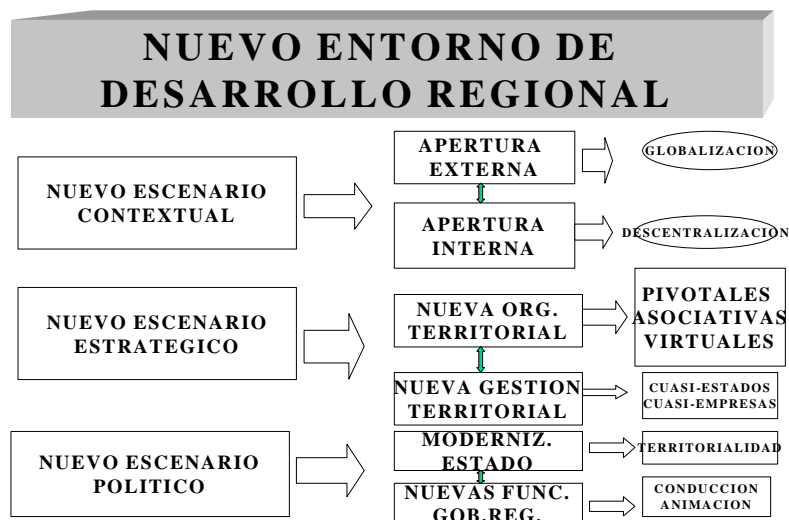 NUEVO ENTORNO DE
DESARROLLO REGIONAL
NUEVO ESCENARIO
CONTEXTUAL
APERTURA
EXTERNA
GLOBALIZACION
APERTURA
INTERNA
DESCENTRALIZACION
NUEVO ESCENARIO
ESTRATEGICO
NUEVA ORG.
TERRITORIAL
PIVOTALES
ASOCIATIVAS
VIRTUALES
NUEVA GESTION
TERRITORIAL
CUASI-ESTADOS
CUASI-EMPRESAS
NUEVO ESCENARIO
POLITICO
MODERNIZ.
ESTADO
TERRITORIALIDAD
NUEVAS FUNC.
GOB.REG.
CONDUCCION
ANIMACION